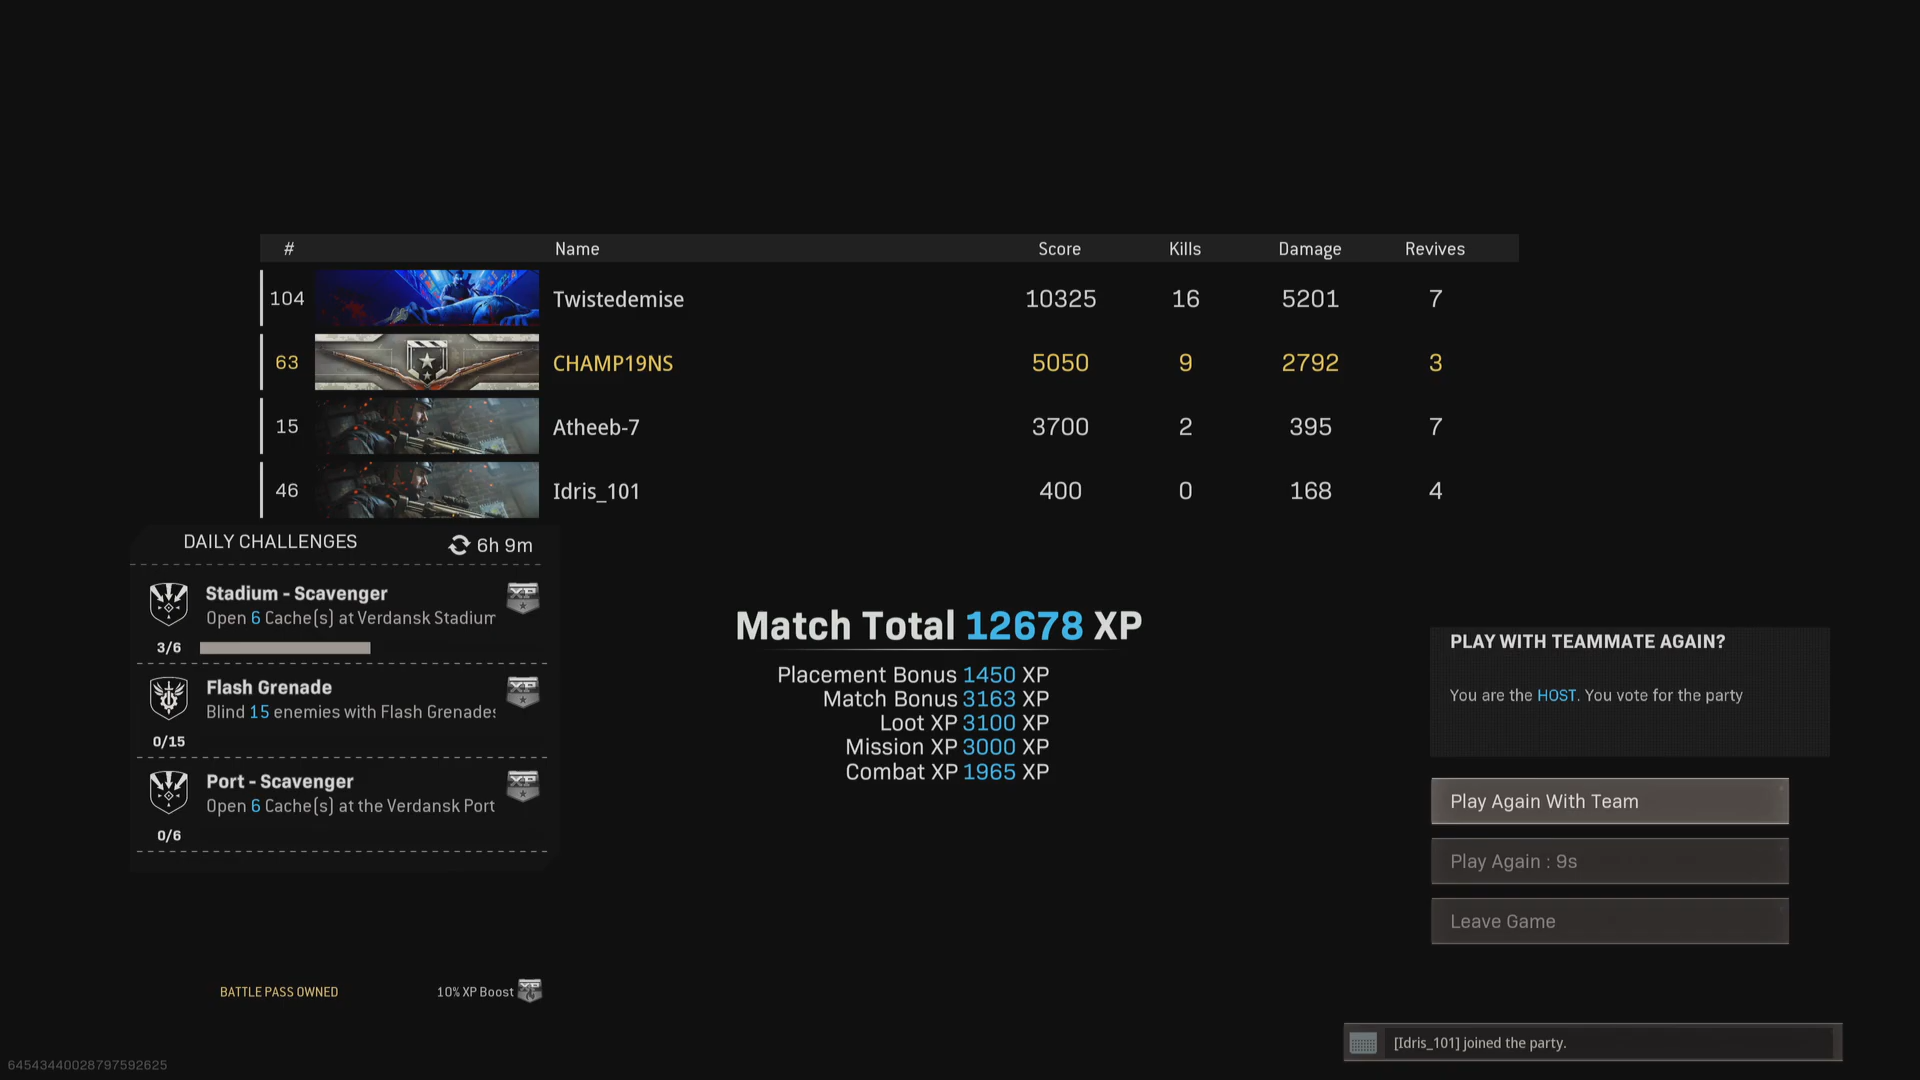 # Name Score Kills Damage Revives
104 Twistedemise 10325 16 5201 7
63 CHAMP19NS 5050 9 2792 3
15 Atheeb-7 3700 2 395 7
46 Idris_101 400 0 168 4
DAILY CHALLENGES 6h 9m
Stadium - Scavenger XP
Open 6 Cache(s) at Verdansk Stadium
3/6
Flash Grenade XP
Blind 15 enemies with Flash Grenades
0/15
Port - Scavenger XP
Open 6 Cache(s) at the Verdansk Port
0/6
BATTLE PASS OWNED 10% XP Boost XP
Match Total 12678 XP
Placement Bonus 1450 XP
Match Bonus 3163 XP
Loot XP 3100 XP
Mission XP 3000 XP
Combat XP 1965 XP
PLAY WITH TEAMMATE AGAIN?
You are the HOST. You vote for the party
Play Again With Team
Play Again : 9s
Leave Game
[Idris_101] joined the party.
64543440028797592625